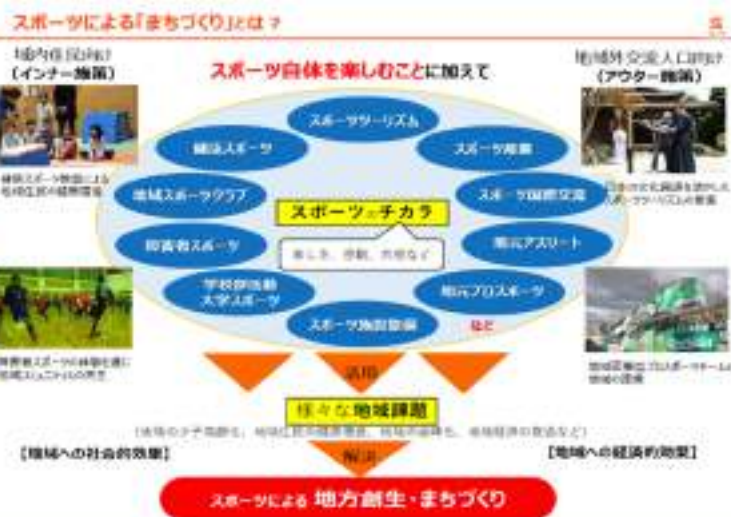 スポーツによる「まちづくり」とは？
地域内住民向け
(インナー施策)
スポーツ自体を楽しむことに加えて
地域外交流人口向け
(アウター施策)
スポーツツーリズム
健康スポーツ
スポーツ産業
地域スポーツクラブ
スポーツ国際交流
スポーツのチカラ
障害者スポーツ
地元アスリート
楽しさ、感動、共感など
学校部活動
大学スポーツ
地元プロスポーツ
スポーツ施設整備
など
活用
様々な地域課題
【地域への社会的効果】
【地域への経済的効果】
解決
スポーツによる 地方創生・まちづくり